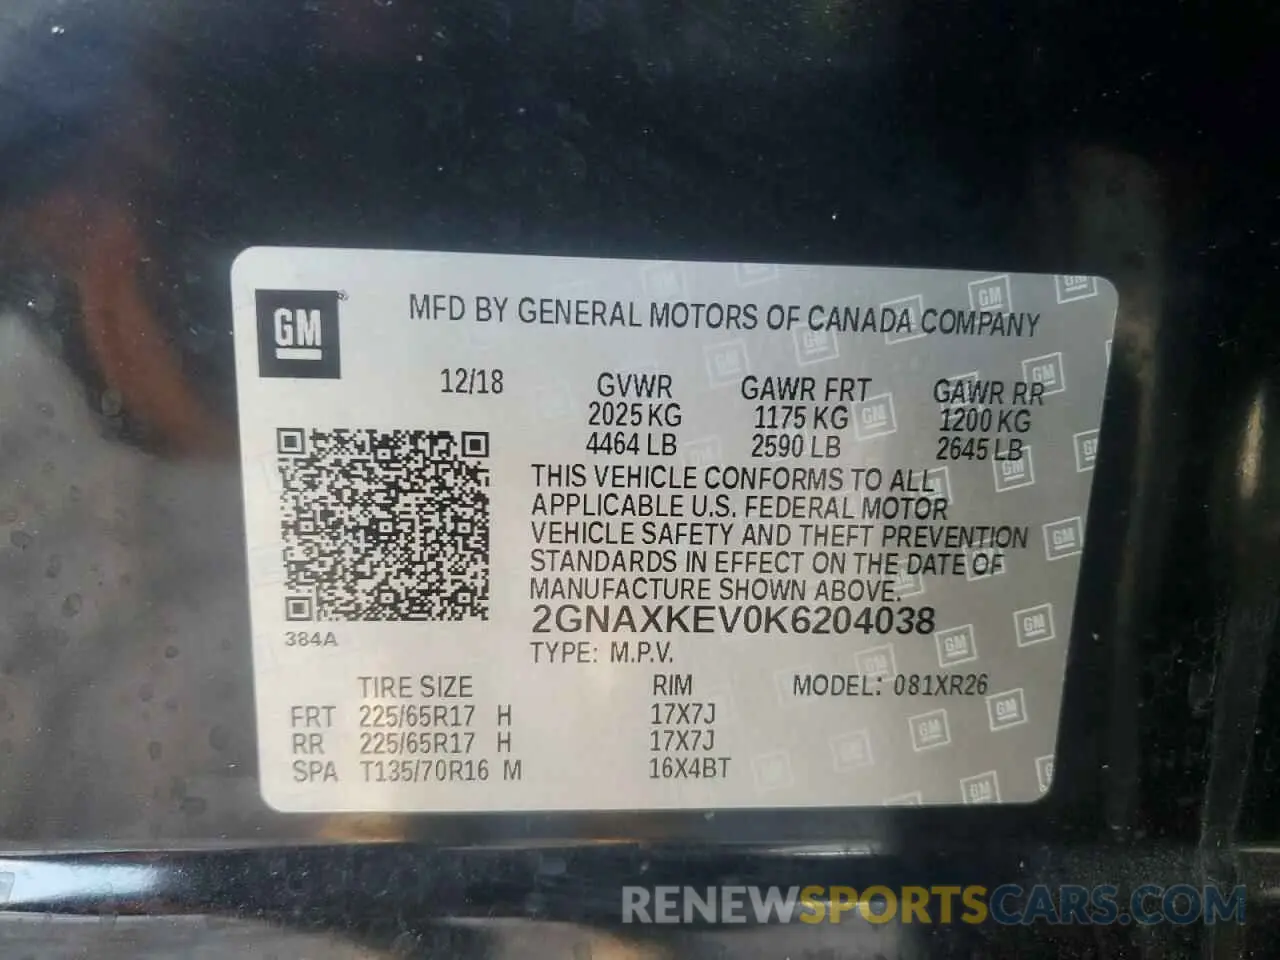 GM®
MFD BY GENERAL MOTORS OF CANADA COMPANY
12/18 GVWR GAWR FRT GAWR RR
2025 KG 1175 KG 1200 KG
4464 LB 2590 LB 2645 LB
THIS VEHICLE CONFORMS TO ALL
APPLICABLE U.S. FEDERAL MOTOR
VEHICLE SAFETY AND THEFT PREVENTION
STANDARDS IN EFFECT ON THE DATE OF
MANUFACTURE SHOWN ABOVE.
2GNAXKEV0K6204038
384A
TYPE: M.P.V.
TIRE SIZE RIM MODEL: 081XR26
FRT 225/65R17 H 17X7J
RR 225/65R17 H 17X7J
SPA T135/70R16 M 16X4BT
RENEWSPORTSCARS.COM